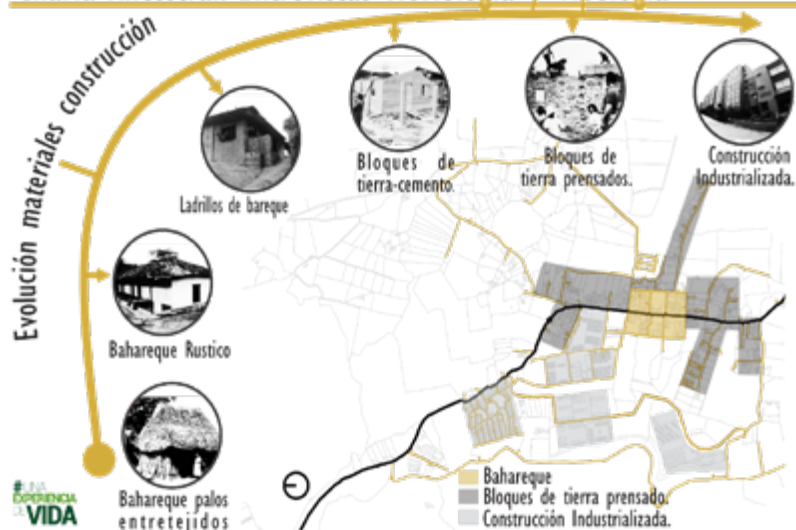 Evolución materiales construcción
Ladrillos de bareque
Bloques de
tierra-cemento.
Bloques de
tierra prensados.
Construcción
Industrializada.
Bahareque Rustico
Bahareque palos
entretejidos
#UNA
EXPERIENCIA
DE VIDA
Bahareque
Bloques de tierra prensado.
Construcción Industrializada.